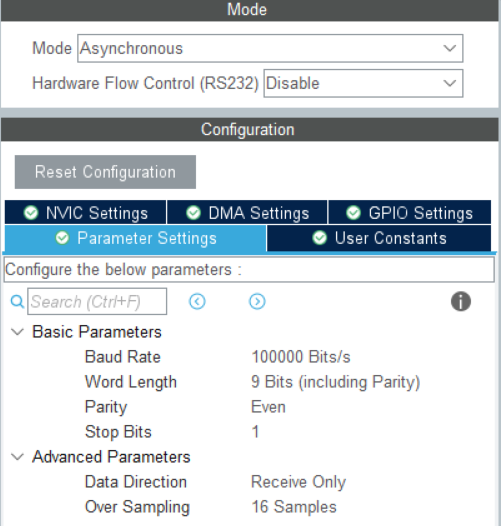 Mode
Mode Asynchronous
Hardware Flow Control (RS232) Disable
Configuration
Reset Configuration
NVIC Settings DMA Settings GPIO Settings
Parameter Settings User Constants
Configure the below parameters :
Search (Ctrl+F)
Basic Parameters
Baud Rate 100000 Bits/s
Word Length 9 Bits (including Parity)
Parity Even
Stop Bits 1
Advanced Parameters
Data Direction Receive Only
Over Sampling 16 Samples